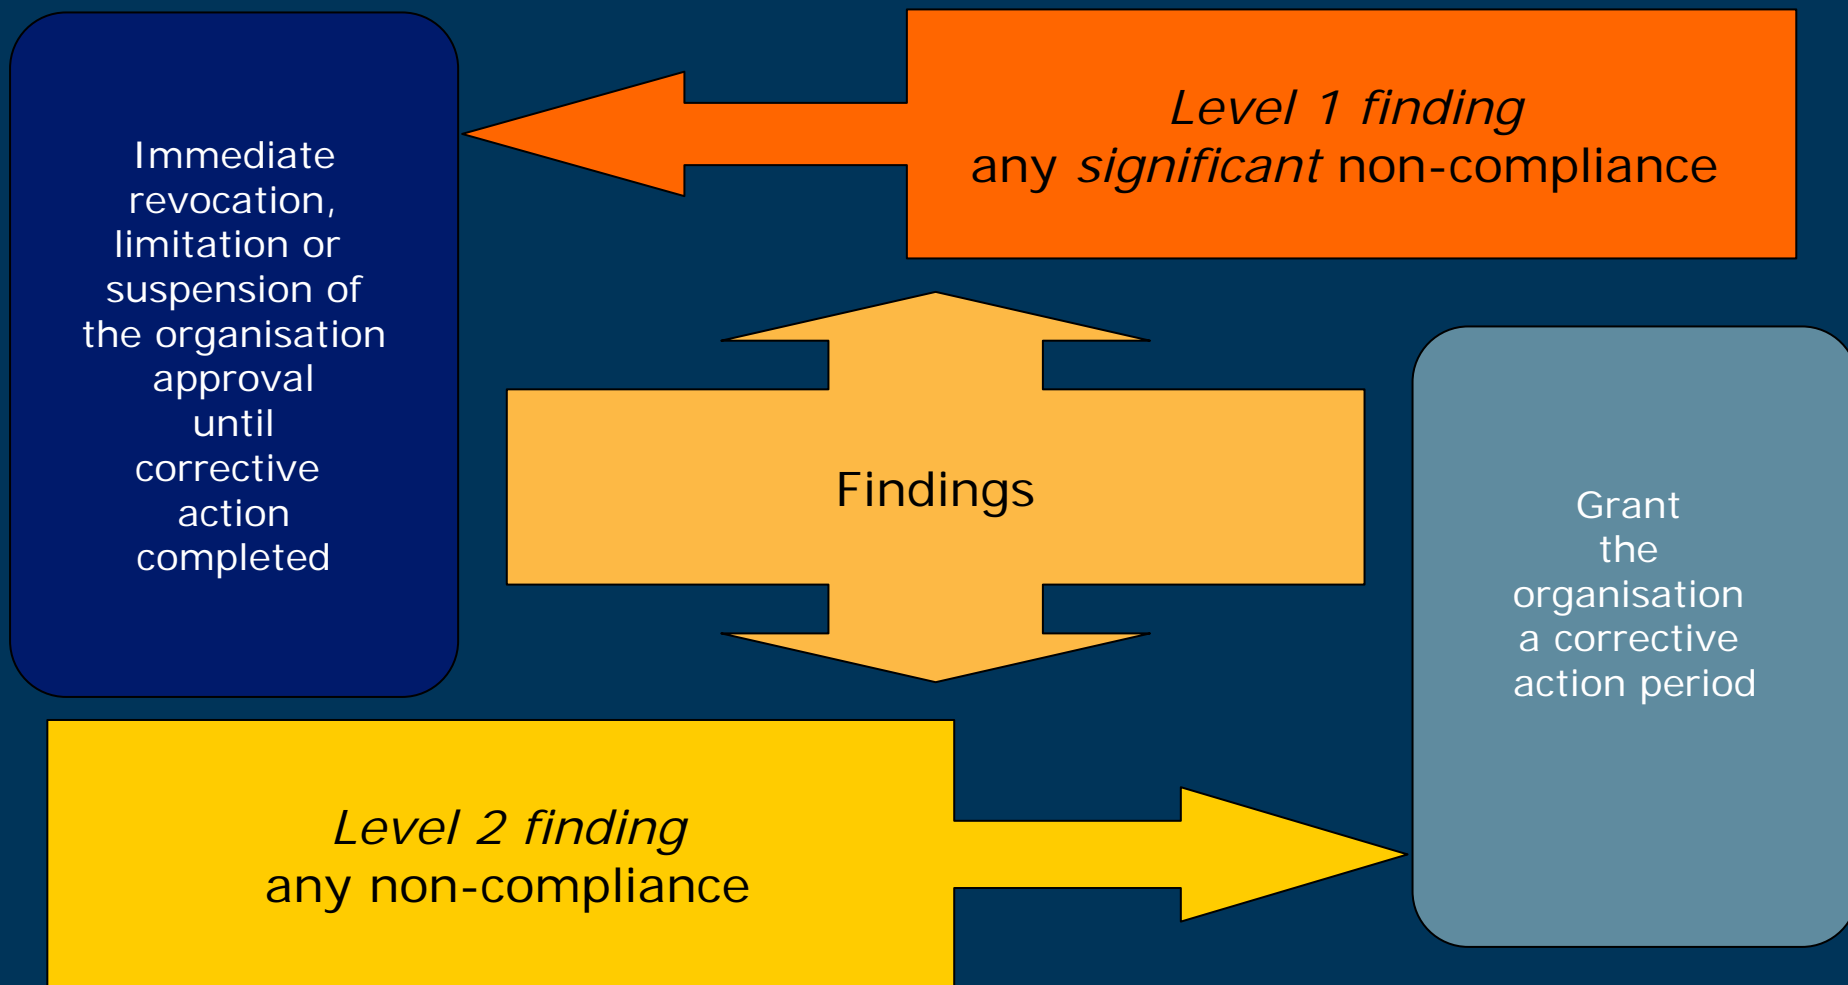 Level 1 finding
any significant non-compliance
Immediate
revocation,
limitation or
suspension of
the organisation
approval
until
corrective
action
completed
Findings
Grant
the
organisation
a corrective
action period
Level 2 finding
any non-compliance